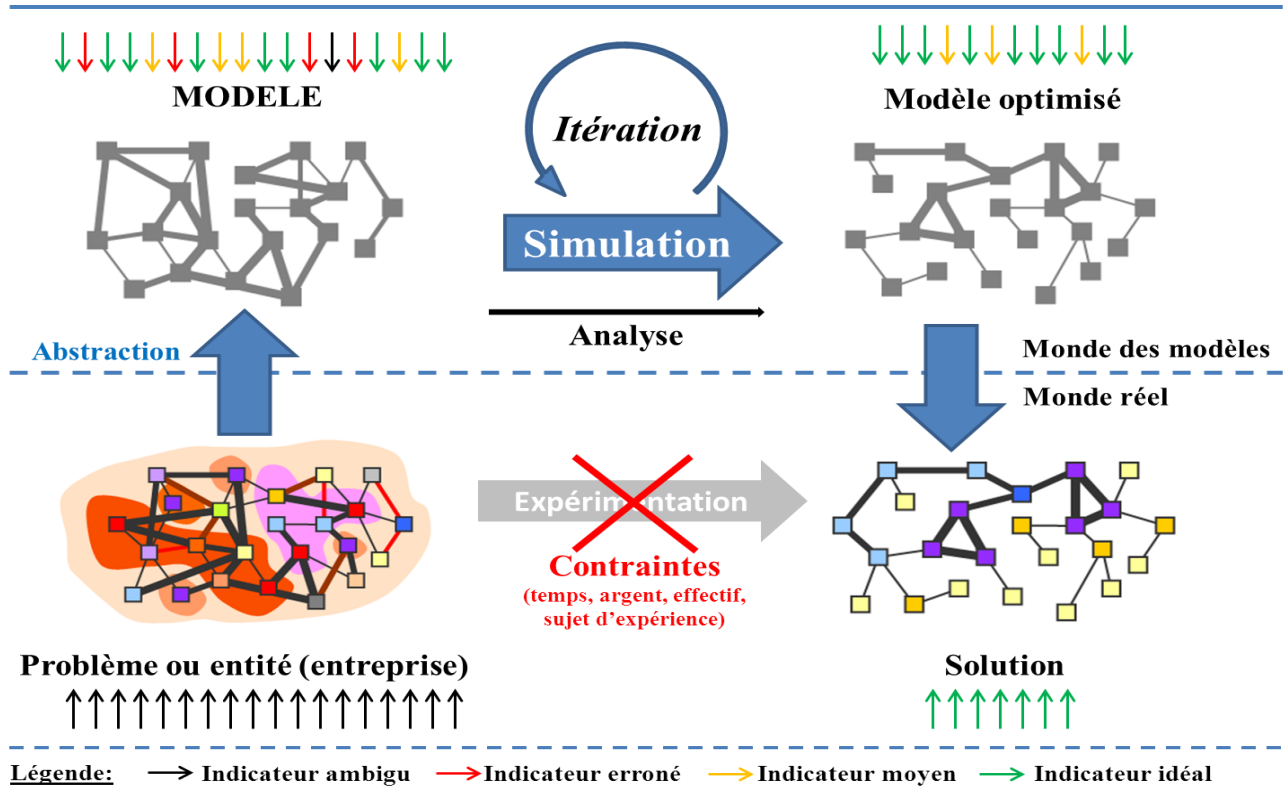 MODELE
Itération
Modèle optimisé
Simulation
Analyse
Abstraction
Monde des modèles
Monde réel
Expérimentation
Contraintes
(temps, argent, effectif,
sujet d'expérience)
Problème ou entité (entreprise)
Solution
Légende:
Indicateur ambigu
Indicateur erroné
Indicateur moyen
Indicateur idéal